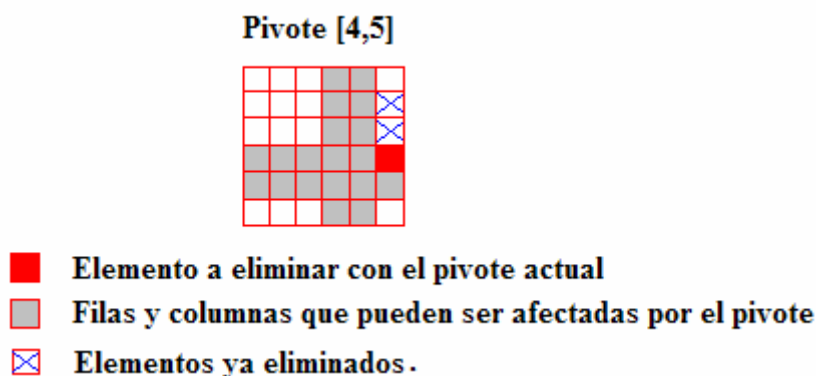 Pivote [4,5]
Elemento a eliminar con el pivote actual
Filas y columnas que pueden ser afectadas por el pivote
Elementos ya eliminados.